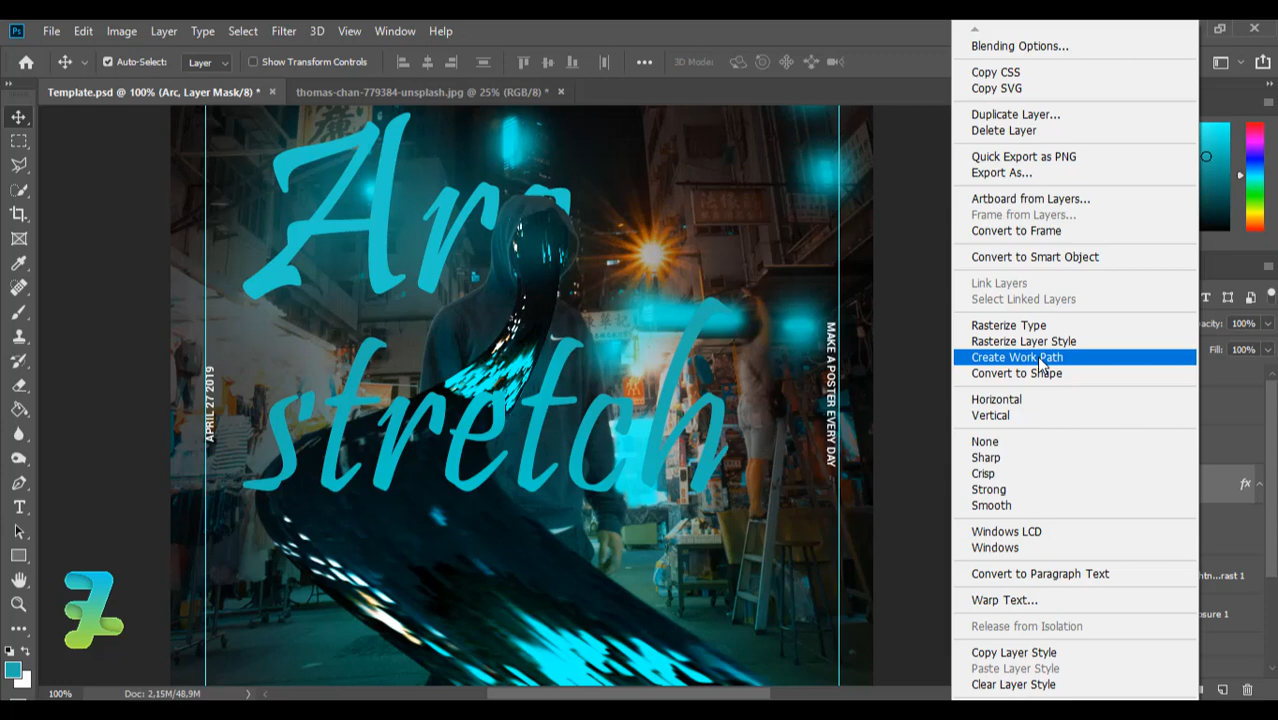 Ps File Edit Image Layer Type Select Filter 3D View Window Help
Auto-Select: Layer Show Transform Controls 3D Mode:
Template.psd @ 100% (Arc, Layer Mask/8) *
thomas-chan-779384-unsplash.jpg @ 25% (RGB/8) *
Arc
stretch
APRIL 27 2019
MAKE A POSTER EVERY DAY
100% Doc: 2,15M/48,9M
Blending Options...
Copy CSS
Copy SVG
Duplicate Layer...
Delete Layer
Quick Export as PNG
Export As...
Artboard from Layers...
Frame from Layers...
Convert to Frame
Convert to Smart Object
Link Layers
Select Linked Layers
Rasterize Type
Rasterize Layer Style
Create Work Path
Convert to Shape
Horizontal
Vertical
None
Sharp
Crisp
Strong
Smooth
Windows LCD
Windows
Convert to Paragraph Text
Warp Text...
Release from Isolation
Copy Layer Style
Paste Layer Style
Clear Layer Style
100%
Fill: 100%
fx